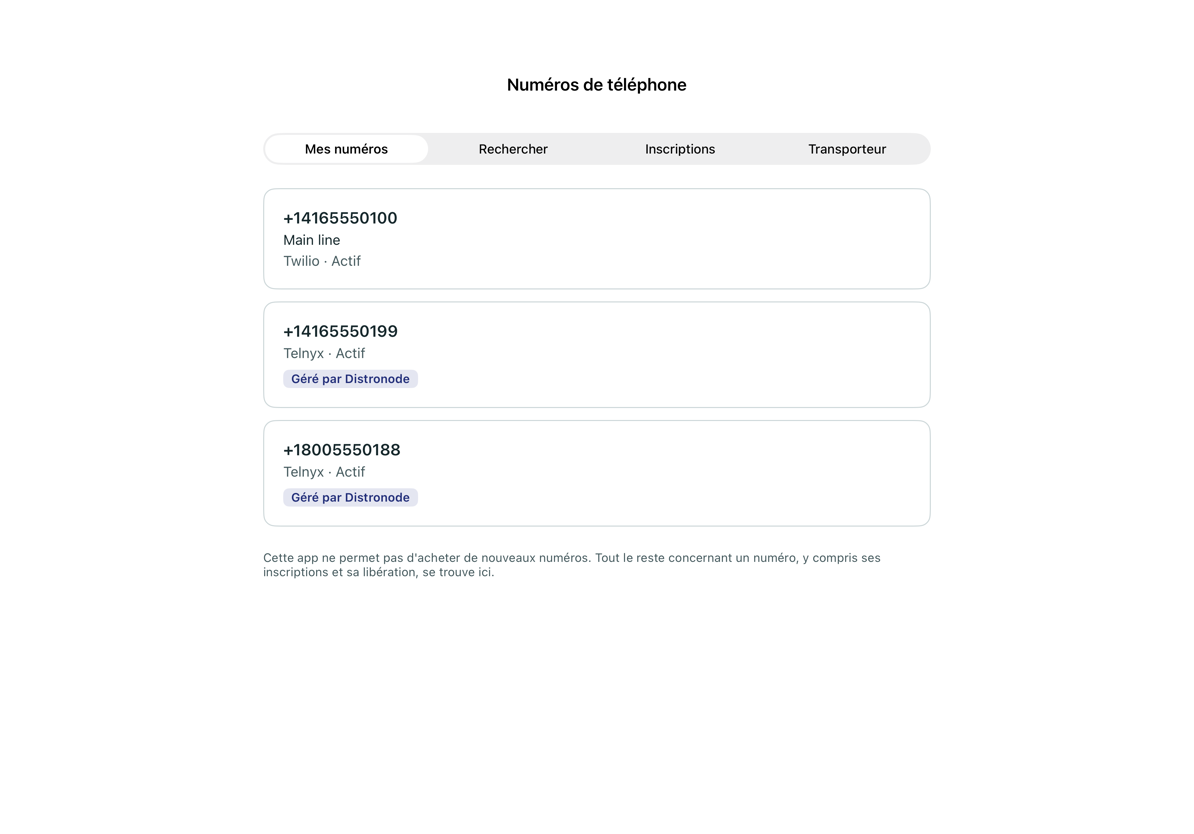 Numéros de téléphone
Mes numéros
Rechercher
Inscriptions
Transporteur
+14165550100
Main line
Twilio · Actif
+14165550199
Telnyx · Actif
Géré par Distronode
+18005550188
Telnyx · Actif
Géré par Distronode
Cette app ne permet pas d'acheter de nouveaux numéros. Tout le reste concernant un numéro, y compris ses
inscriptions et sa libération, se trouve ici.